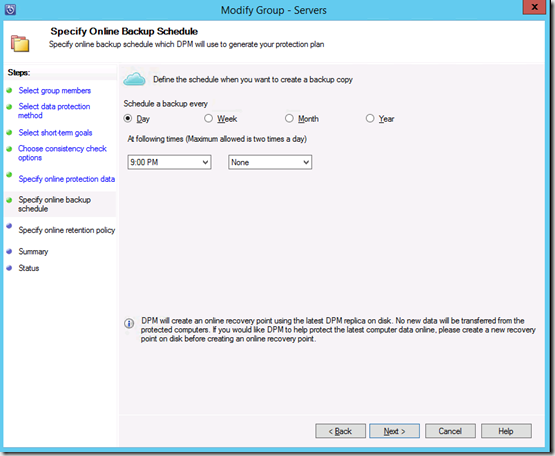 Modify Group - Servers
x
Specify Online Backup Schedule
Specify online backup schedule which DPM will use to generate your protection plan
Steps:
Select group members
Select data protection
method
Select short-term goals
Choose consistency check
options
Specify online protection data
Specify online backup
schedule
Specify online retention policy
Summary
Status
Define the schedule when you want to create a backup copy
Schedule a backup every
Day
Week
Month
Year
At following times (Maximum allowed is two times a day)
9:00 PM
None
DPM will create an online recovery point using the latest DPM replica on disk. No new data will be transferred from the
protected computers. If you would like DPM to help protect the latest computer data online, please create a new recovery
point on disk before creating an online recovery point.
< Back
Next >
Cancel
Help